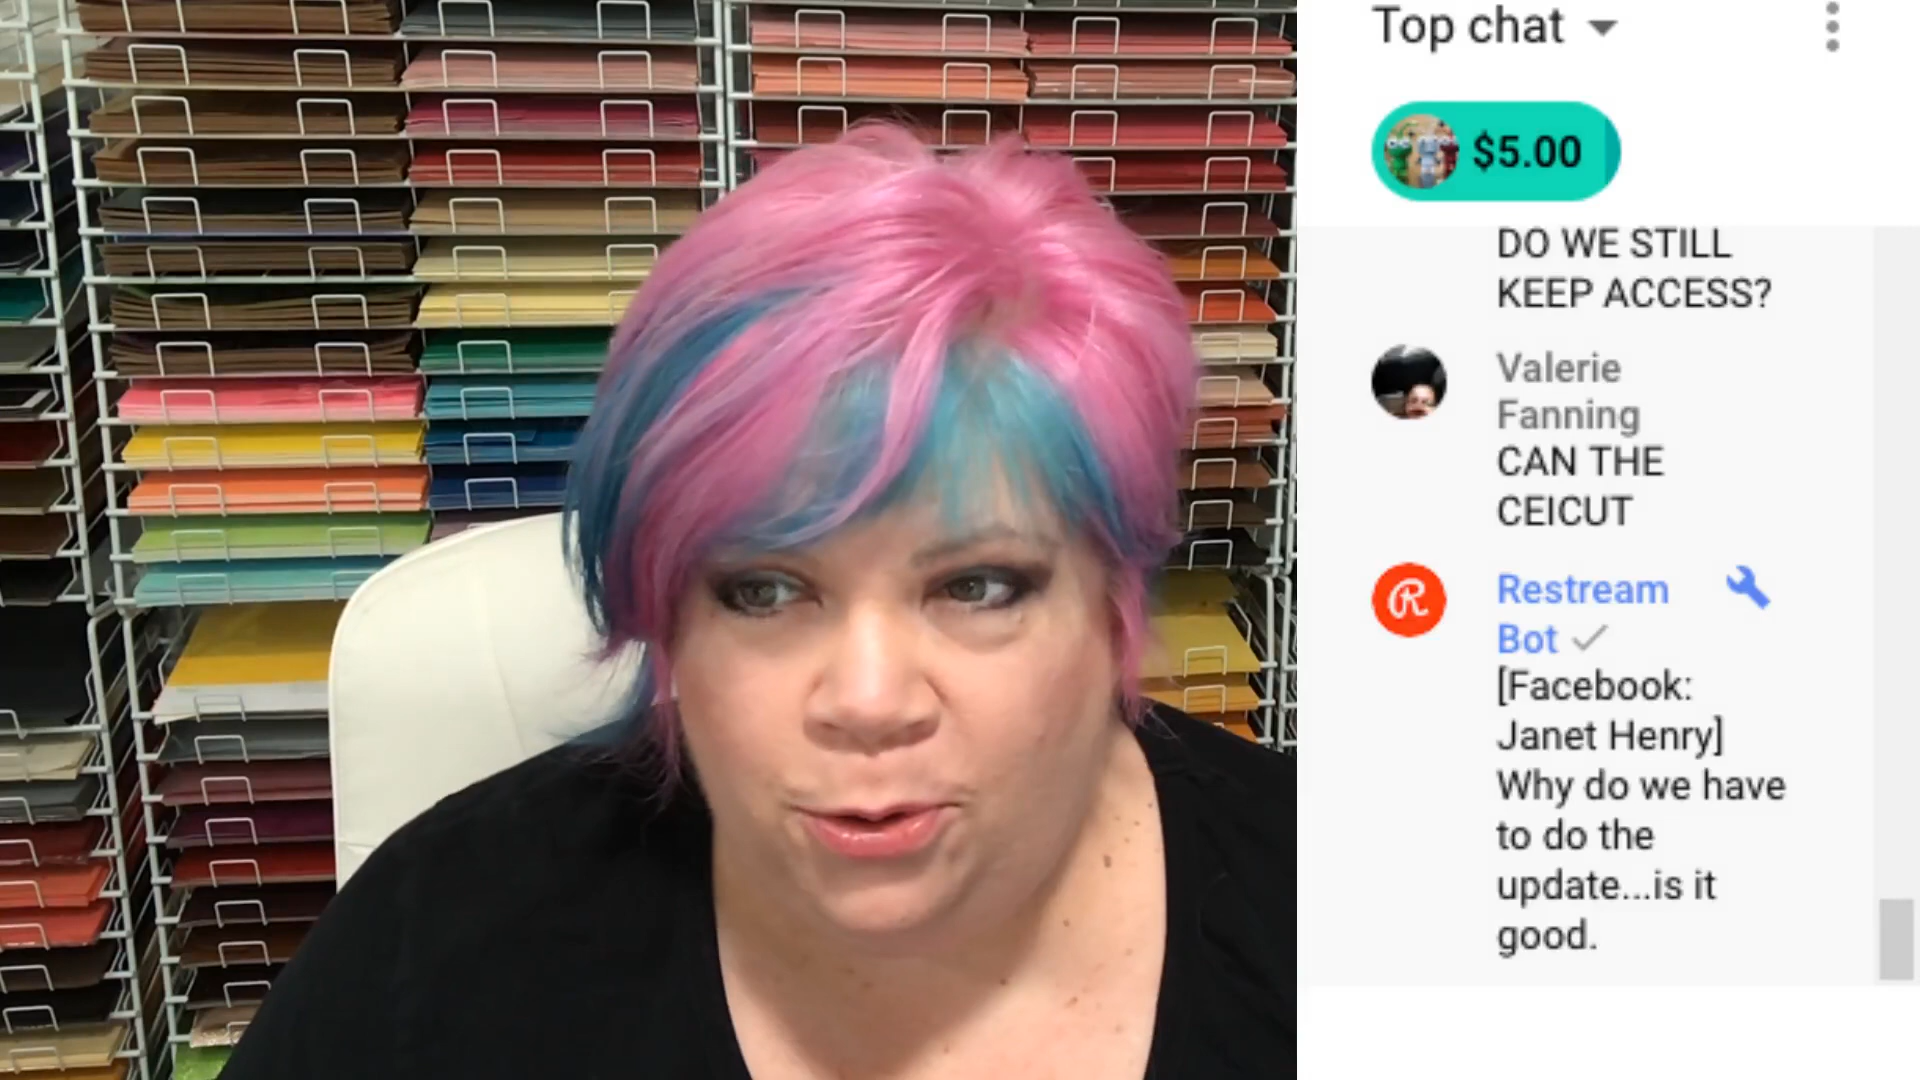 Top chat
$5.00
DO WE STILL
KEEP ACCESS?
Valerie
Fanning
CAN THE
CEICUT
Restream
Bot
[Facebook:
Janet Henry]
Why do we have
to do the
update...is it
good.